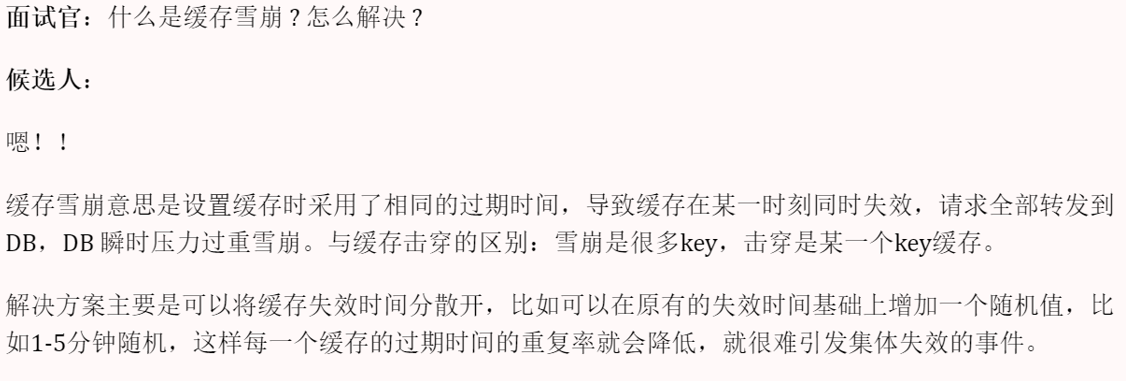 面试官：什么是缓存雪崩 ? 怎么解决 ?
候选人：
嗯！！
缓存雪崩意思是设置缓存时采用了相同的过期时间，导致缓存在某一时刻同时失效，请求全部转发到
DB，DB 瞬时压力过重雪崩。与缓存击穿的区别：雪崩是很多key，击穿是某一个key缓存。
解决方案主要是可以将缓存失效时间分散开，比如可以在原有的失效时间基础上增加一个随机值，比
如1-5分钟随机，这样每一个缓存的过期时间的重复率就会降低，就很难引发集体失效的事件。